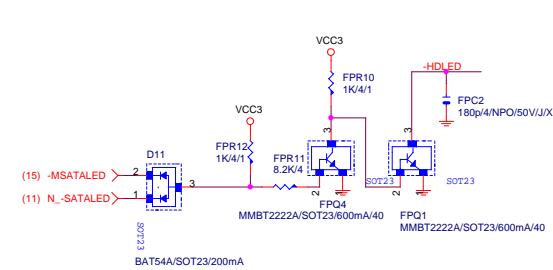 VCC3
-HDLED
FPR10
1K/4/1
FPC2
180p/4/NPO/50V/J/X
VCC3
FPR12
1K/4/1
D11
FPR11
8.2K/4
3
3
(15) -MSATALED
2
3
2
1
SOT23
2
1
SOT23
(11) N_-SATALED
1
FPQ4
MMBT2222A/SOT23/600mA/40
FPQ1
MMBT2222A/SOT23/600mA/40
SOT23
BAT54A/SOT23/200mA